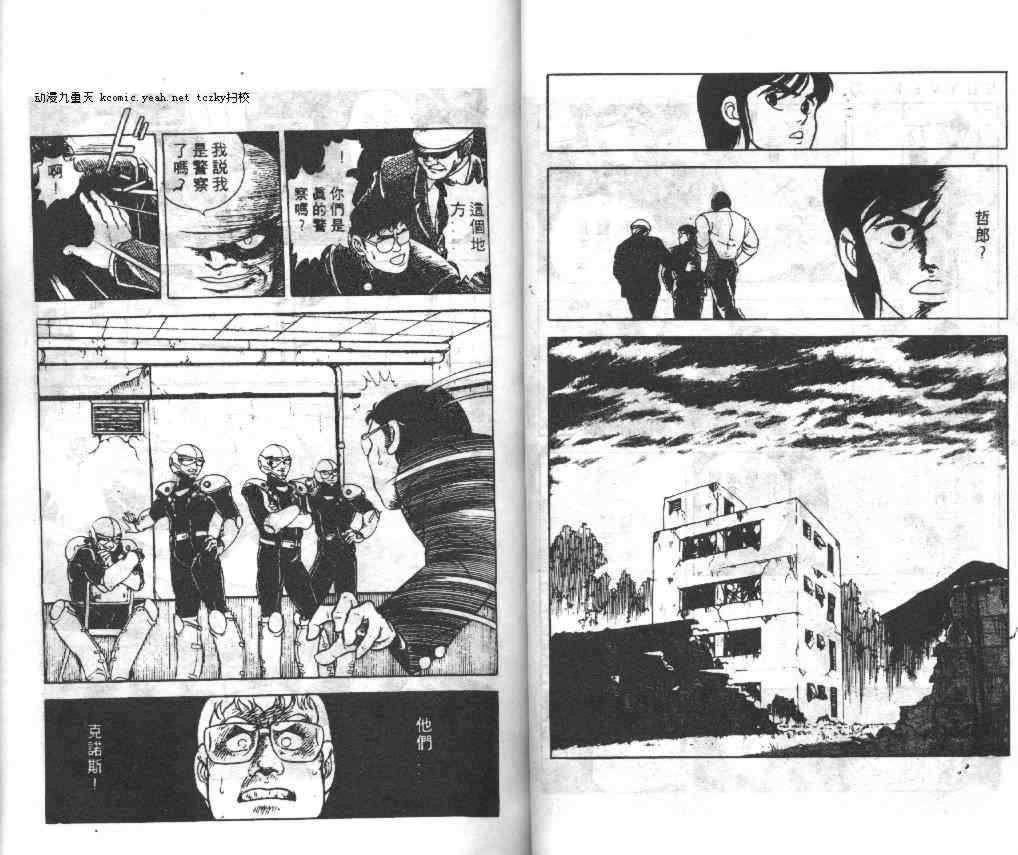 动漫九重天 kcomic.yeah.net tczky扫校
哲郎？
這個地
方…
！
你們是
真的警
察嗎？
我説我
是警察
了嗎？
啊！
他們…
克諾斯！